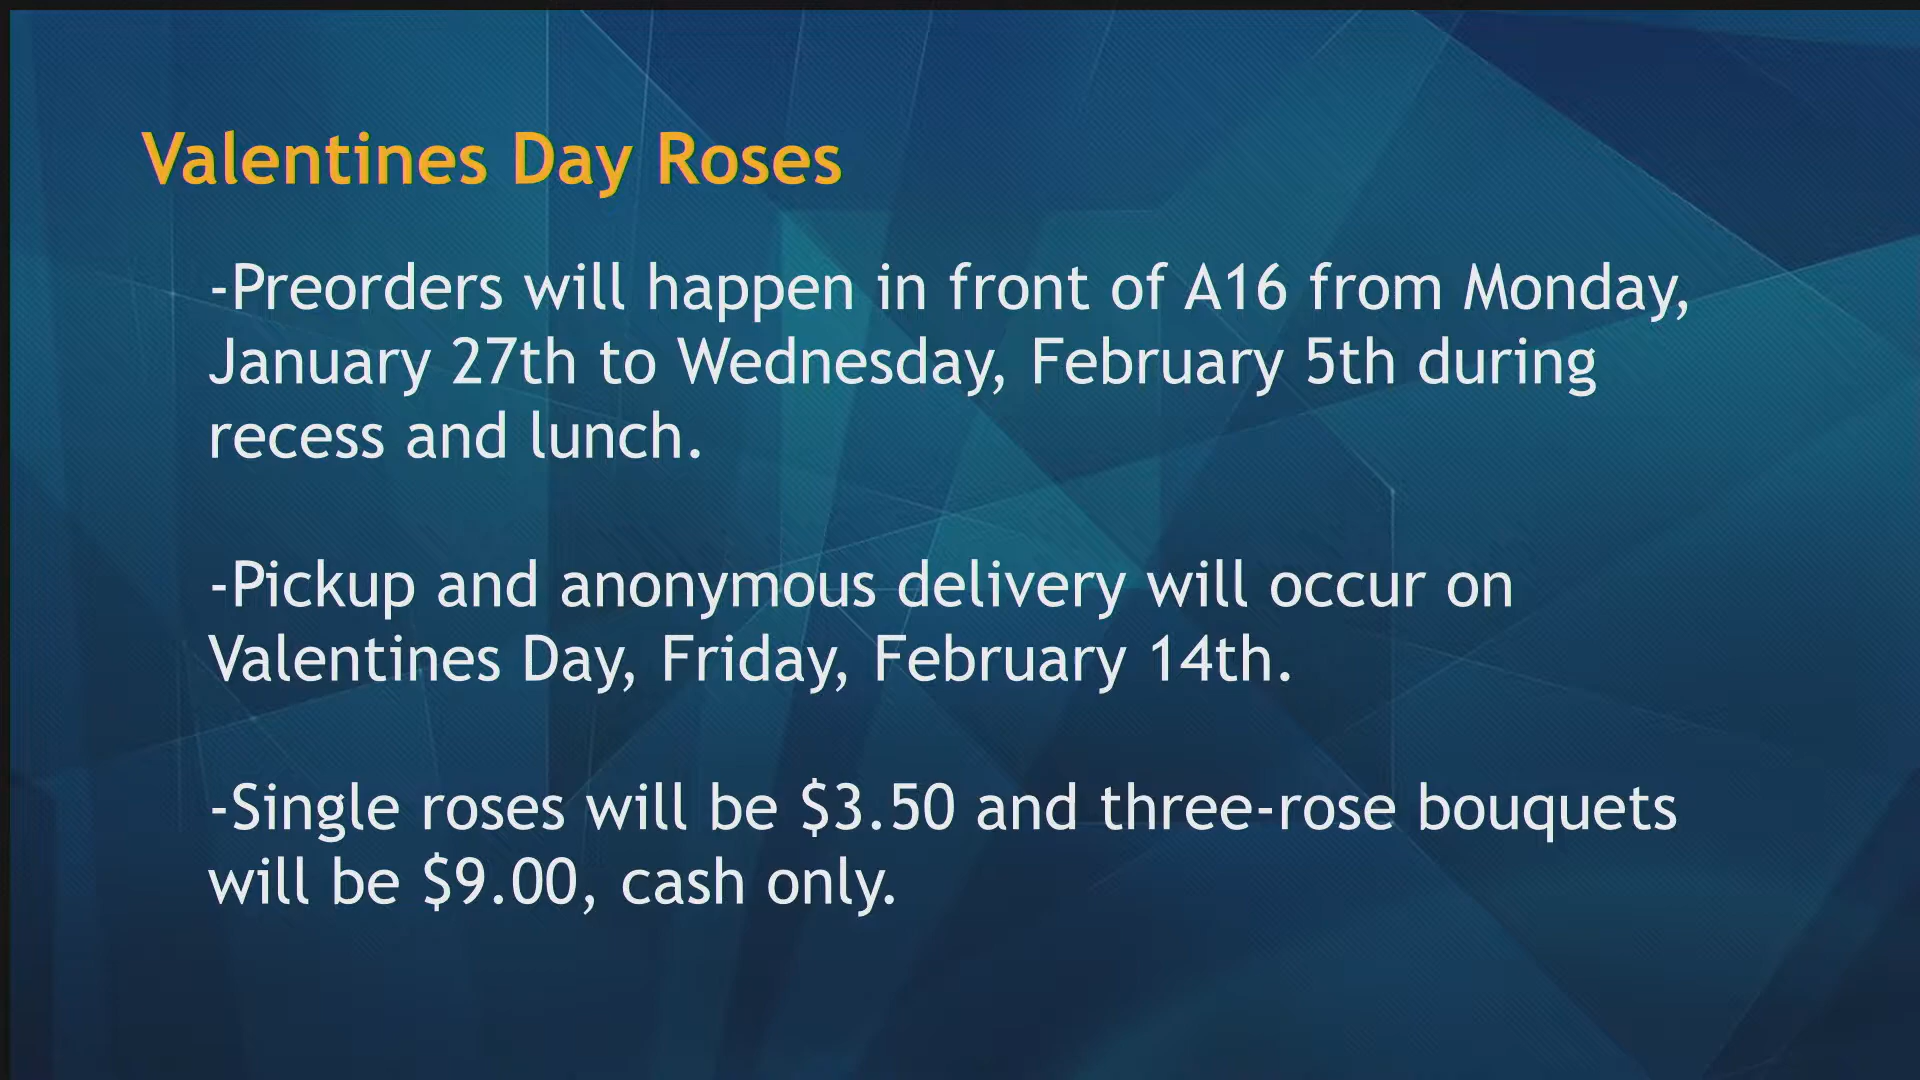 Valentines Day Roses
-Preorders will happen in front of A16 from Monday,
January 27th to Wednesday, February 5th during
recess and lunch.
-Pickup and anonymous delivery will occur on
Valentines Day, Friday, February 14th.
-Single roses will be $3.50 and three-rose bouquets
will be $9.00, cash only.